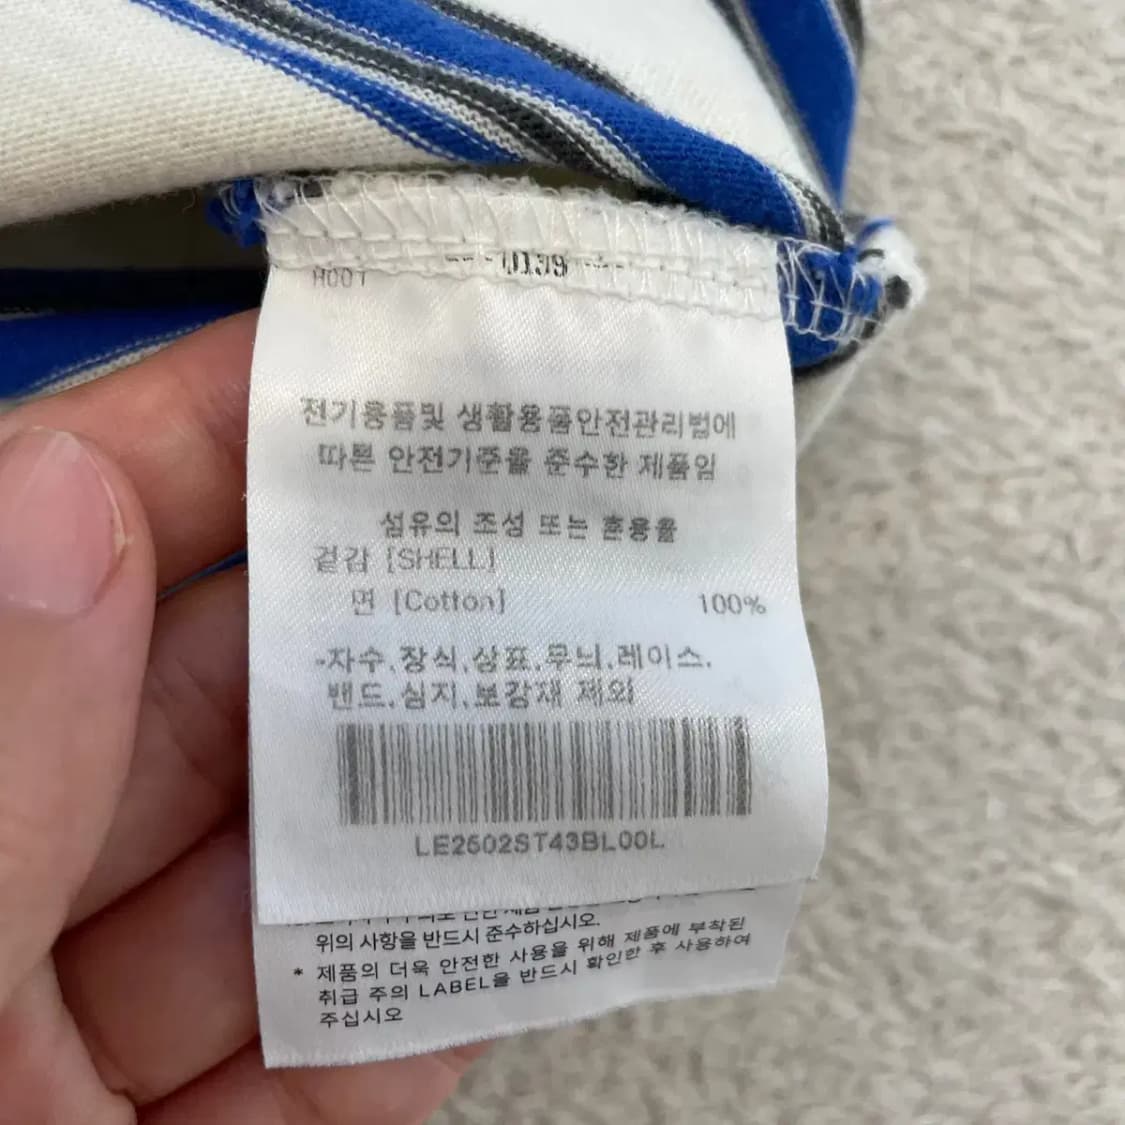 A001
0139
전기용품및 생활용품안전관리법에
따른 안전기준을 준수한 제품임
섬유의 조성 또는 혼용율
겉감 [SHELL]
면 [Cotton] 100%
-자수,장식,상표,무늬,레이스,
밴드,심지,보강재 제외
LE2502ST43BL00L
위의 사항을 반드시 준수하십시오.
* 제품의 더욱 안전한 사용을 위해 제품에 부착된
취급 주의 LABEL을 반드시 확인한 후 사용하여
주십시오